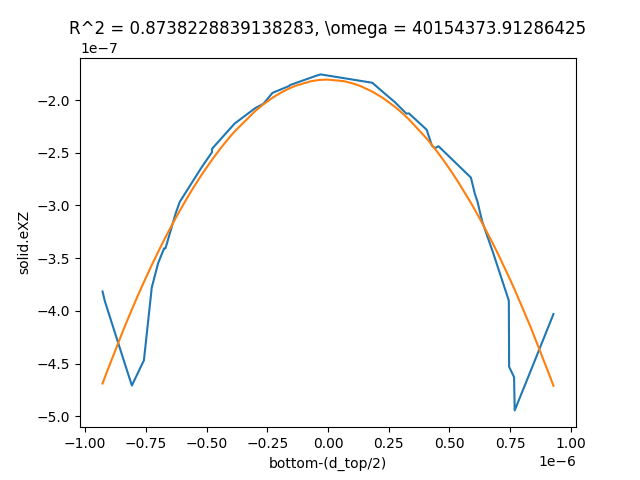 R^2 = 0.8738228839138283, \omega = 40154373.91286425
1e−7
−2.0
−2.5
−3.0
−3.5
−4.0
−4.5
−5.0
solid.eXZ
−1.00 −0.75 −0.50 −0.25 0.00 0.25 0.50 0.75 1.00
bottom-(d_top/2)
1e−6